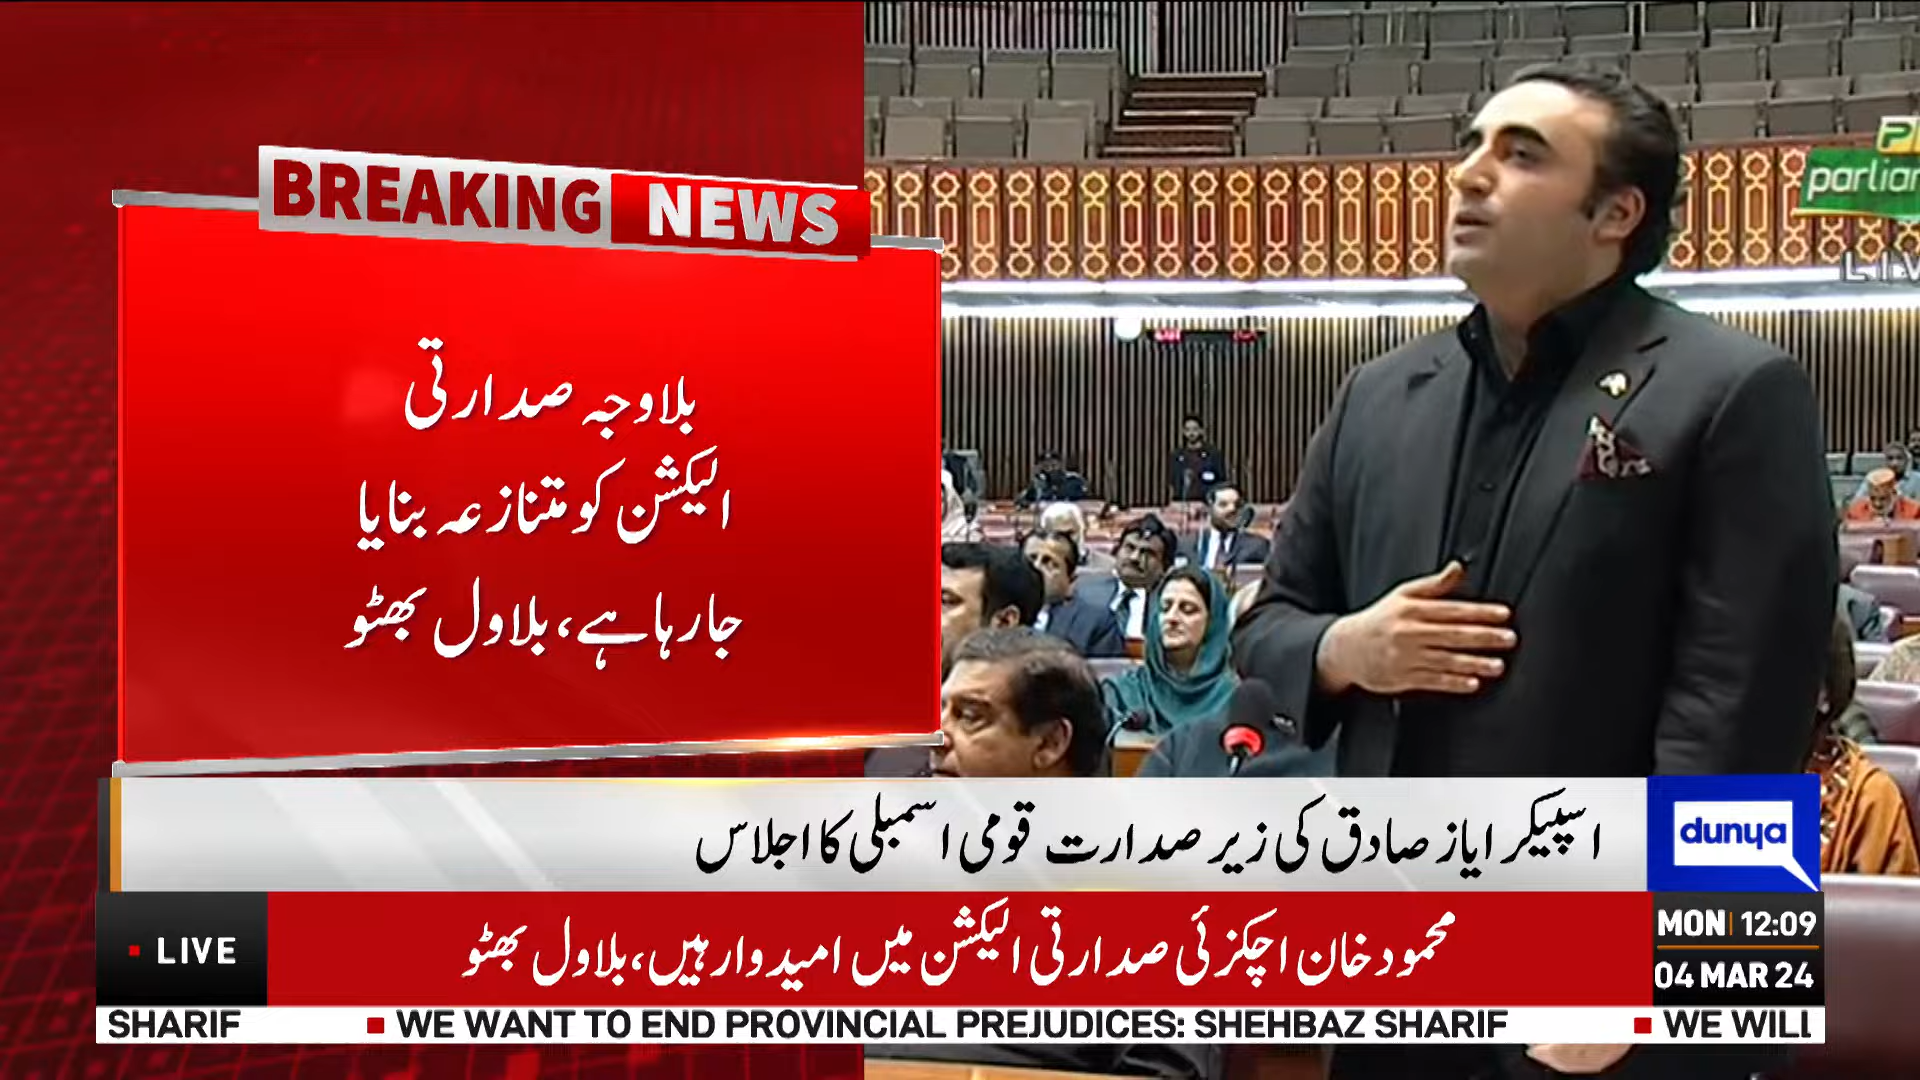 BREAKING NEWS
بلاوجہ صدارتی
الیکشن کو متنازعہ بنایا
جارہا ہے، بلاول بھٹو
parliar
LIV
اسپیکر ایاز صادق کی زیر صدارت قومی اسمبلی کا اجلاس
dunya
LIVE
محمود خان اچکزئی صدارتی الیکشن میں امیدوار ہیں، بلاول بھٹو
MON 12:09
04 MAR 24
SHARIF
WE WANT TO END PROVINCIAL PREJUDICES: SHEHBAZ SHARIF
WE WILL